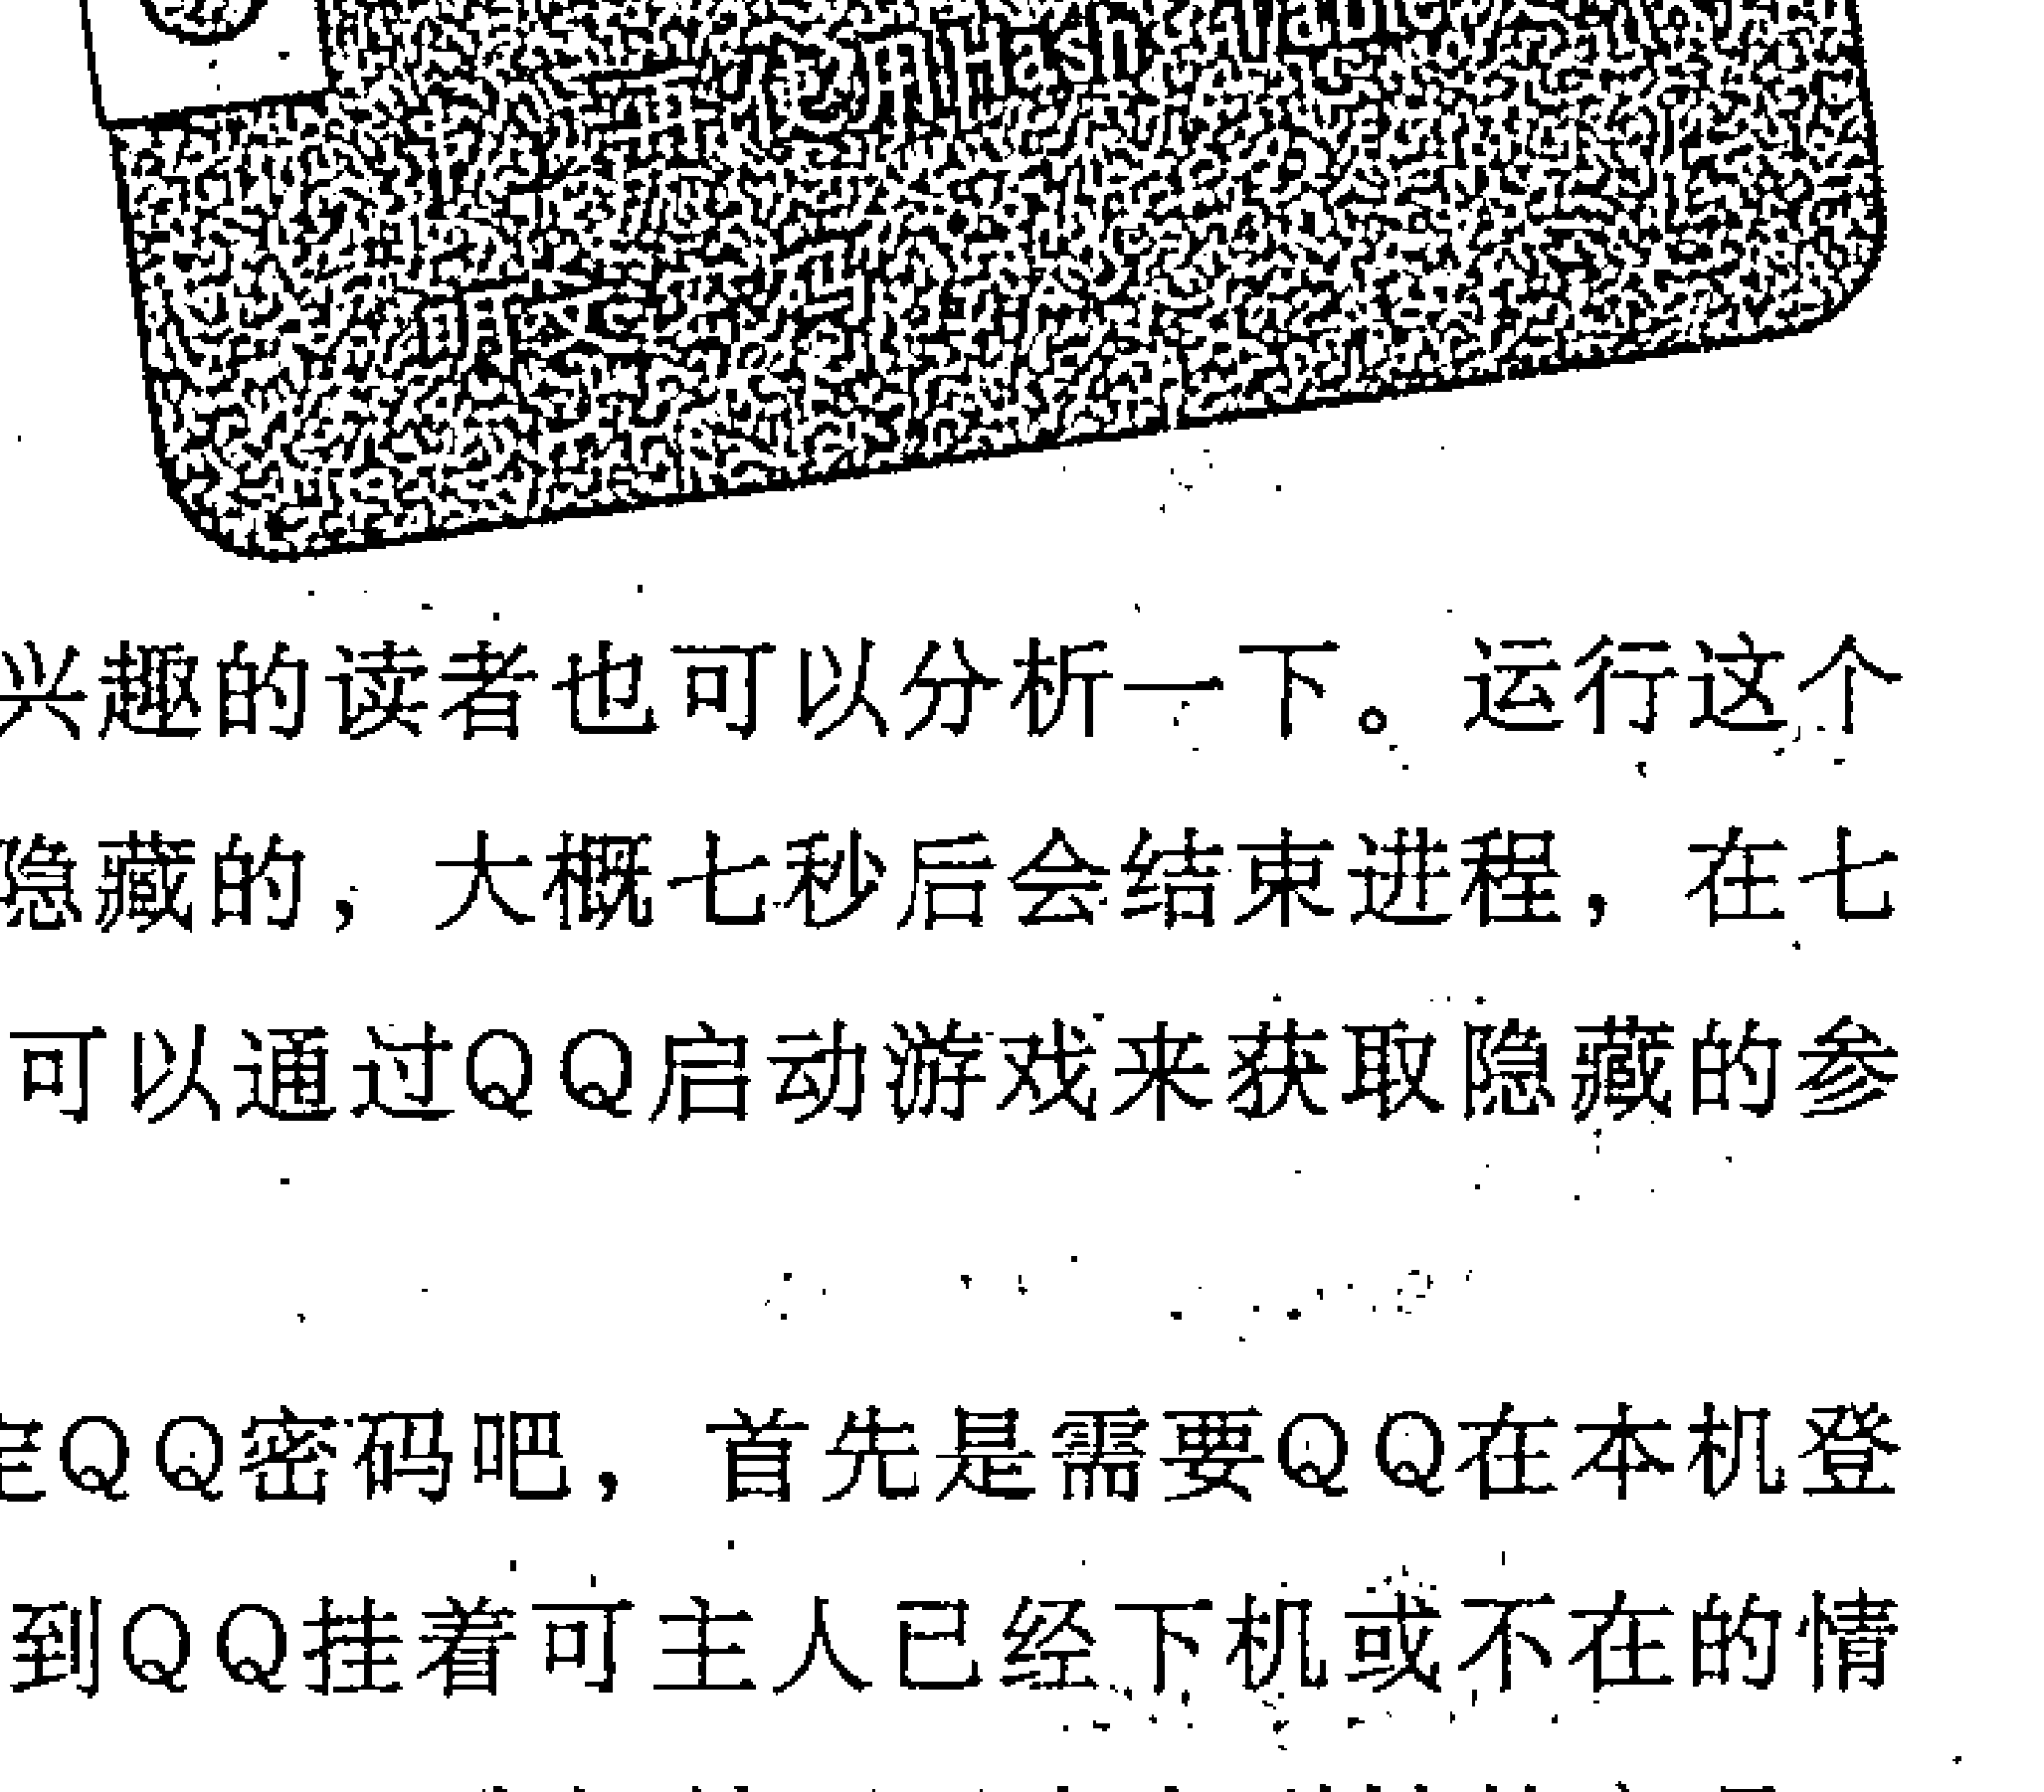 Hash
兴趣的读者也可以分析一下。运行这个
隐藏的，大概七秒后会结束进程，在七
可以通过QQ启动游戏来获取隐藏的参
QQ密码吧，首先是需要QQ在本机登
到QQ挂着可主人已经下机或不在的情